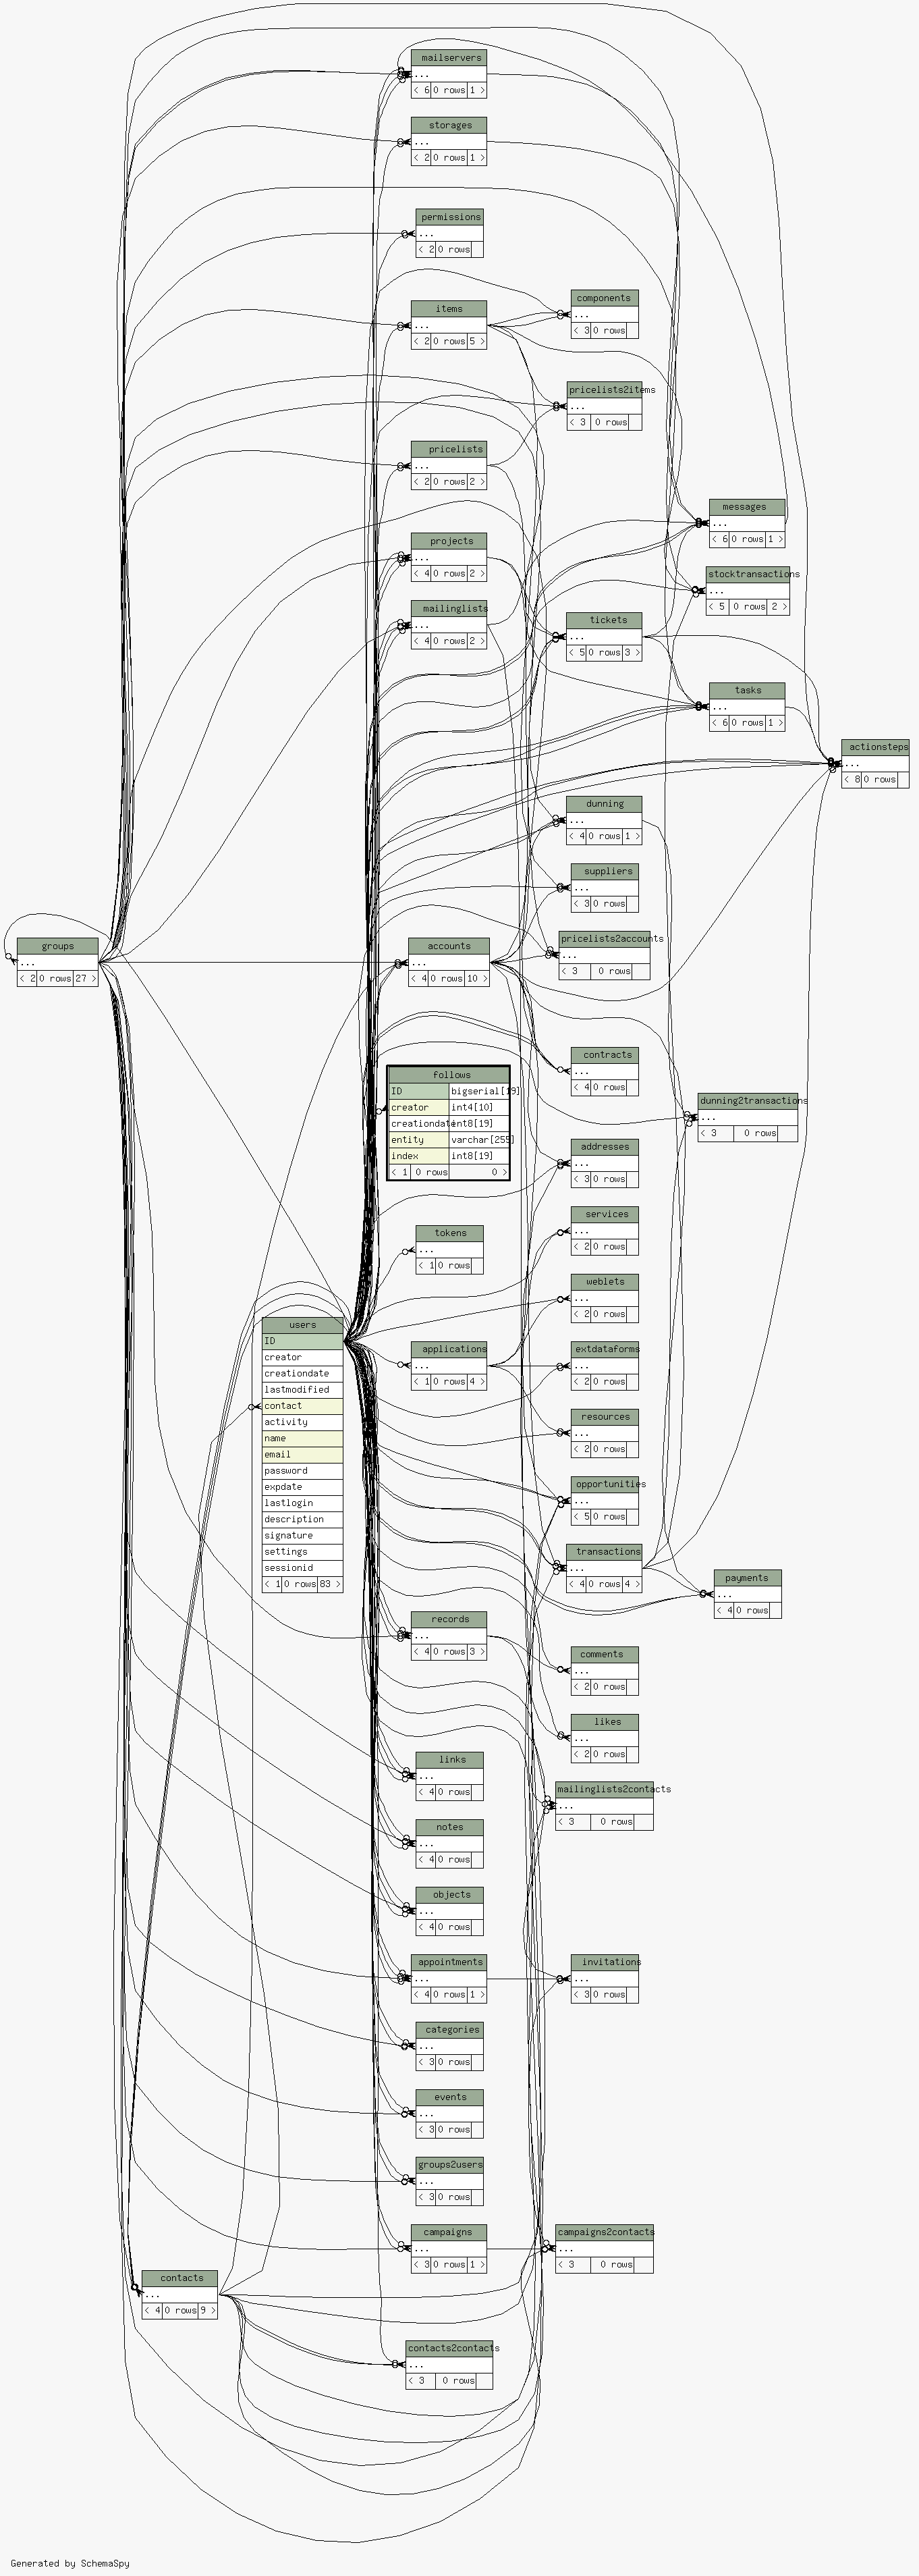 mailservers
...
< 6 0 rows 1 >
storages
...
< 2 0 rows 1 >
permissions
...
< 2 0 rows
components
...
< 3 0 rows
items
...
< 2 0 rows 5 >
pricelists2items
...
< 3 0 rows
pricelists
...
< 2 0 rows 2 >
messages
...
< 6 0 rows 1 >
projects
...
< 4 0 rows 2 >
stocktransactions
...
< 5 0 rows 2 >
mailinglists
...
< 4 0 rows 2 >
tickets
...
< 5 0 rows 3 >
tasks
...
< 6 0 rows 1 >
actionsteps
...
< 8 0 rows
dunning
...
< 4 0 rows 1 >
suppliers
...
< 3 0 rows
groups
...
< 2 0 rows 27 >
accounts
...
< 4 0 rows 10 >
pricelists2accounts
...
< 3 0 rows
contracts
...
< 4 0 rows
follows
ID bigserial[19]
creator int4[10]
creationdate int8[19]
entity varchar[255]
index int8[19]
< 1 0 rows 0 >
dunning2transactions
...
< 3 0 rows
addresses
...
< 3 0 rows
services
...
< 2 0 rows
tokens
...
< 1 0 rows
weblets
...
< 2 0 rows
users
ID
creator
creationdate
lastmodified
contact
activity
name
email
password
expdate
lastlogin
description
signature
settings
sessionid
< 1 0 rows 83 >
applications
...
< 1 0 rows 4 >
extdataforms
...
< 2 0 rows
resources
...
< 2 0 rows
opportunities
...
< 5 0 rows
transactions
...
< 4 0 rows 4 >
payments
...
< 4 0 rows
records
...
< 4 0 rows 3 >
comments
...
< 2 0 rows
likes
...
< 2 0 rows
links
...
< 4 0 rows
mailinglists2contacts
...
< 3 0 rows
notes
...
< 4 0 rows
objects
...
< 4 0 rows
appointments
...
< 4 0 rows 1 >
invitations
...
< 3 0 rows
categories
...
< 3 0 rows
events
...
< 3 0 rows
groups2users
...
< 3 0 rows
campaigns
...
< 3 0 rows 1 >
campaigns2contacts
...
< 3 0 rows
contacts
...
< 4 0 rows 9 >
contacts2contacts
...
< 3 0 rows
Generated by SchemaSpy